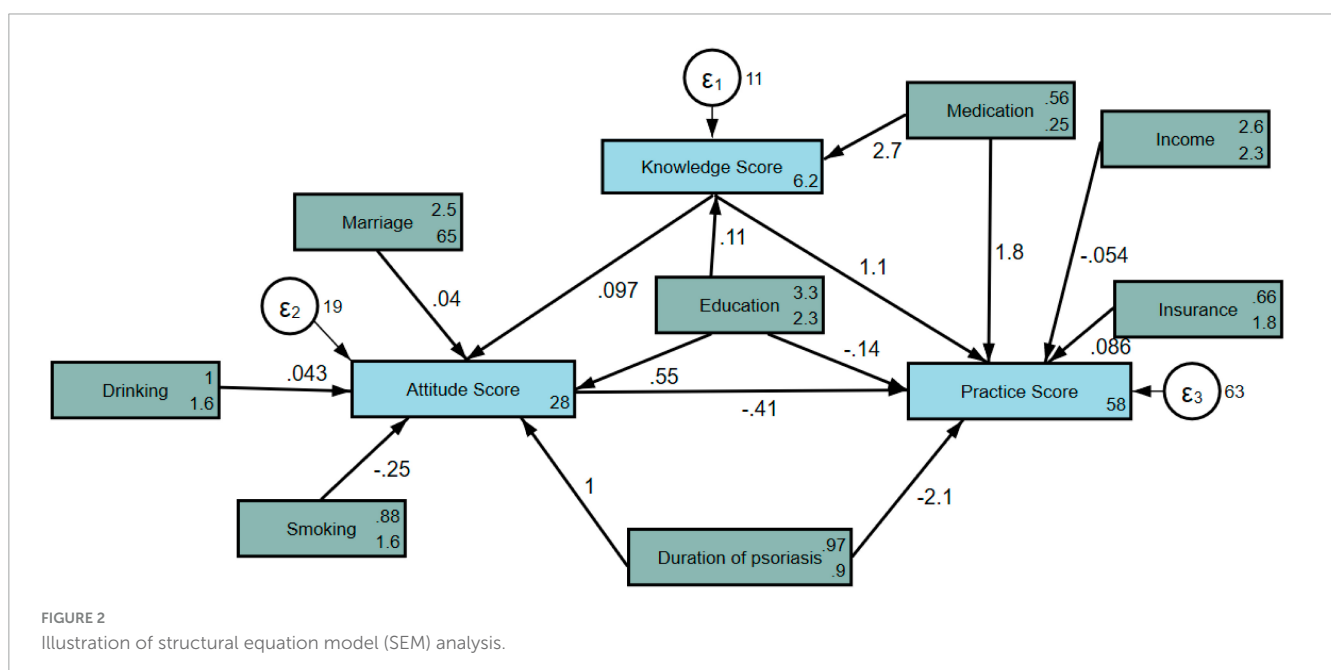 ε1 11
Medication .56 .25
Income 2.6 2.3
Knowledge Score 6.2
2.7
Marriage 2.5 65
.11
1.8
1.1
-.054
.04
.097
Education 3.3 2.3
Insurance .66 1.8
ε2 19
-.14
.086
Drinking 1 1.6
.043
Attitude Score 28
.55
-.41
Practice Score 58
ε3 63
-.25
1
-2.1
Smoking .88 1.6
Duration of psoriasis .97 .9
FIGURE 2
Illustration of structural equation model (SEM) analysis.